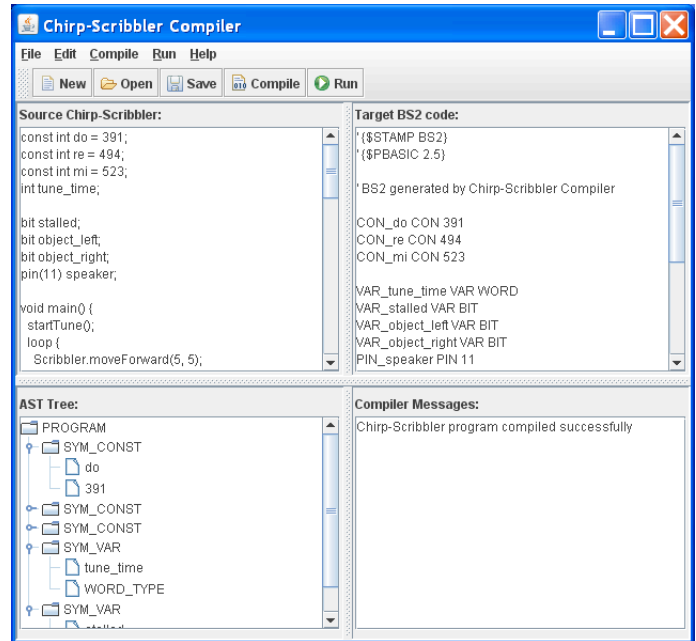 Chirp-Scribbler Compiler
File Edit Compile Run Help
New Open Save Compile Run
Source Chirp-Scribbler:
const int do = 391;
const int re = 494;
const int mi = 523;
int tune_time;
bit stalled;
bit object_left;
bit object_right;
pin(11) speaker;
void main() {
startTune();
loop {
Scribbler.moveForward(5, 5);
Target BS2 code:
'{$STAMP BS2}
'{$PBASIC 2.5}
'BS2 generated by Chirp-Scribbler Compiler
CON_do CON 391
CON_re CON 494
CON_mi CON 523
VAR_tune_time VAR WORD
VAR_stalled VAR BIT
VAR_object_left VAR BIT
VAR_object_right VAR BIT
PIN_speaker PIN 11
AST Tree:
PROGRAM
SYM_CONST
do
391
SYM_CONST
SYM_CONST
SYM_VAR
tune_time
WORD_TYPE
SYM_VAR
Compiler Messages:
Chirp-Scribbler program compiled successfully